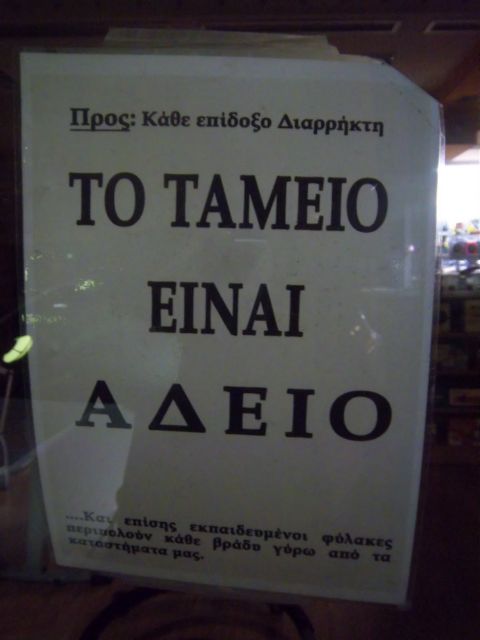 Προς: Κάθε επίδοξο Διαρρήκτη
ΤΟ ΤΑΜΕΙΟ
ΕΙΝΑΙ
ΑΔΕΙΟ
....Και επίσης εκπαιδευμένοι φύλακες
περιπολούν κάθε βράδυ γύρω από τα
καταστήματα μας.